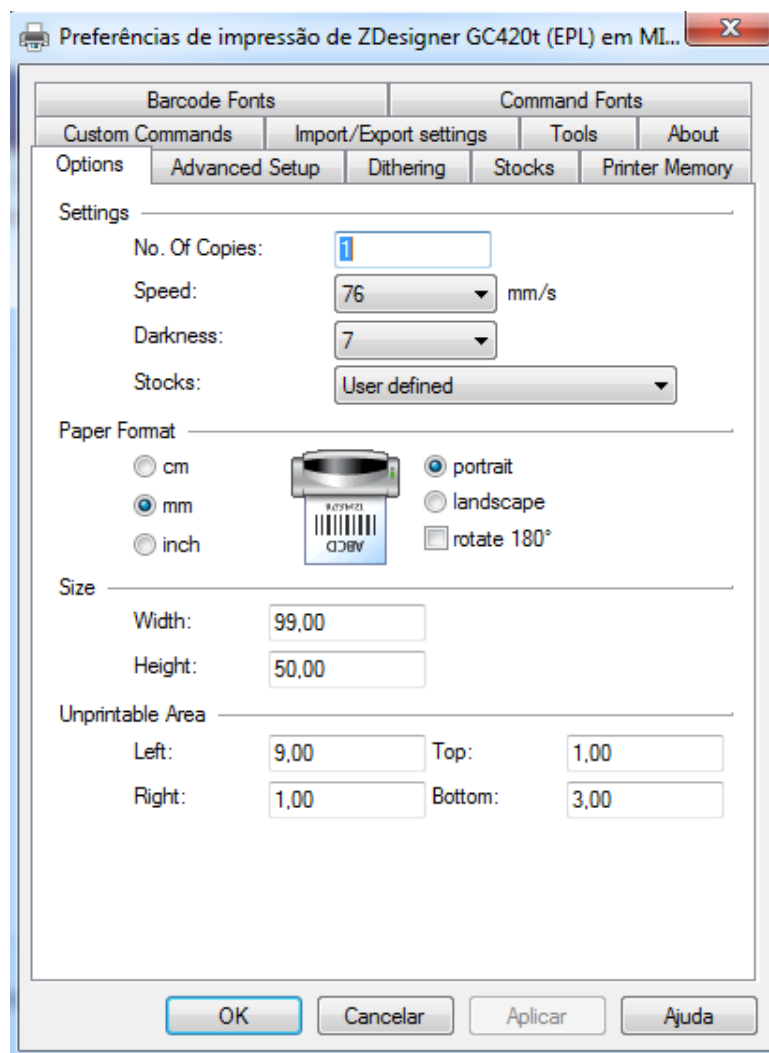 Preferências de impressão de ZDesigner GC420t (EPL) em MI...
Barcode Fonts Command Fonts
Custom Commands Import/Export settings Tools About
Options Advanced Setup Dithering Stocks Printer Memory
Settings
No. Of Copies: 1
Speed: 76 mm/s
Darkness: 7
Stocks: User defined
Paper Format
cm portrait
mm landscape
inch rotate 180°
ABCD
Size
Width: 99,00
Height: 50,00
Unprintable Area
Left: 9,00 Top: 1,00
Right: 1,00 Bottom: 3,00
OK Cancelar Aplicar Ajuda